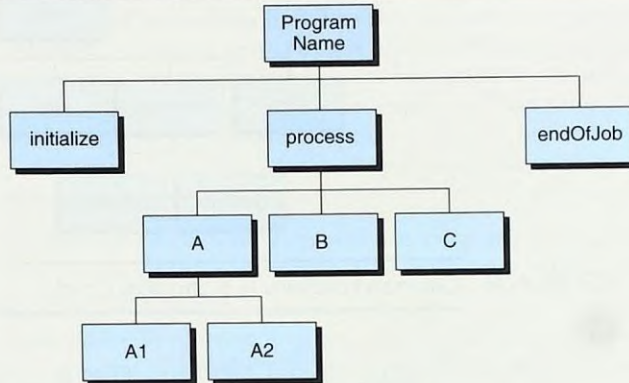 Program
Name
initialize
process
endOfJob
A
B
C
A1
A2